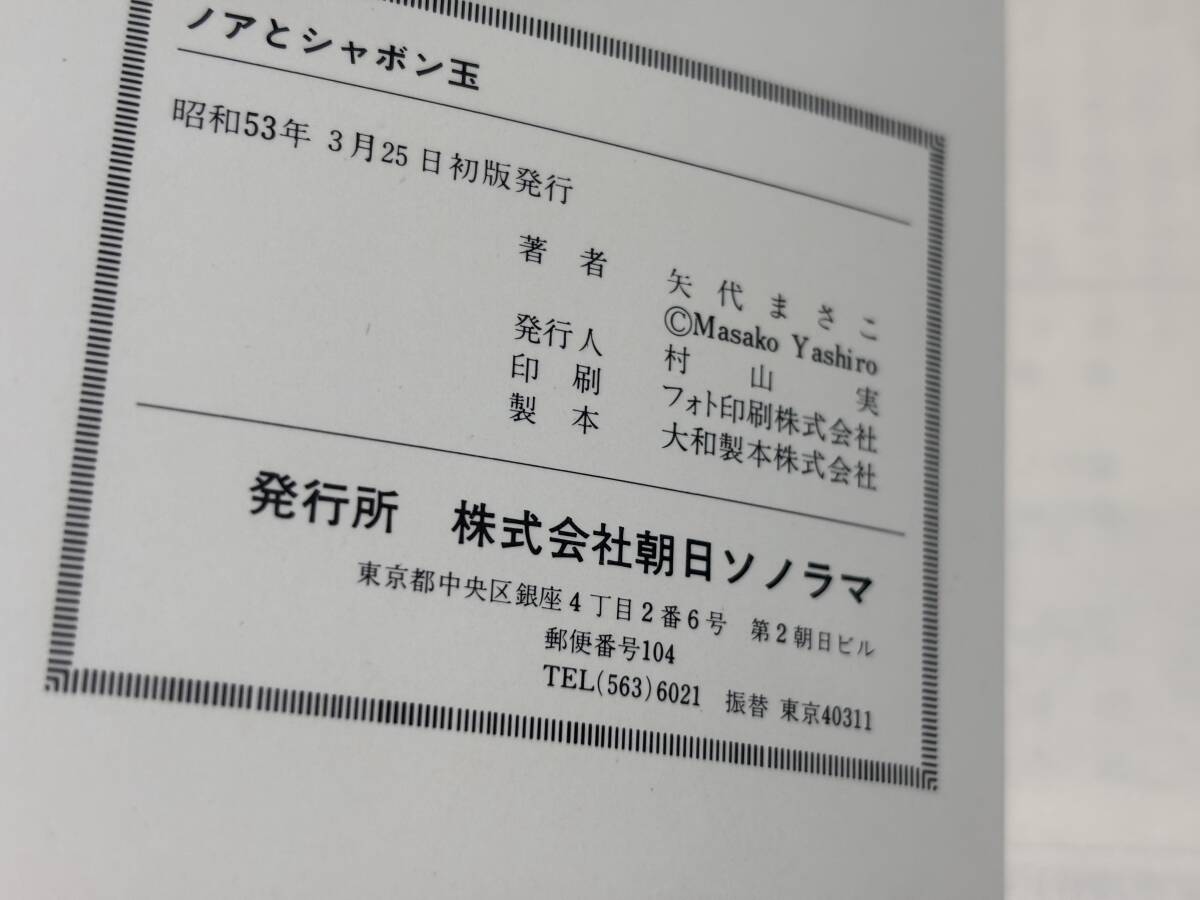 ノアとシャボン玉
昭和53年 3月25日初版発行
著 者 矢代まさこ
©Masako Yashiro
発行人 村山実
印 刷 フォト印刷株式会社
製 本 大和製本株式会社
発行所 株式会社朝日ソノラマ
東京都中央区銀座4丁目2番6号 第2朝日ビル
郵便番号104
TEL(563)6021 振替 東京40311